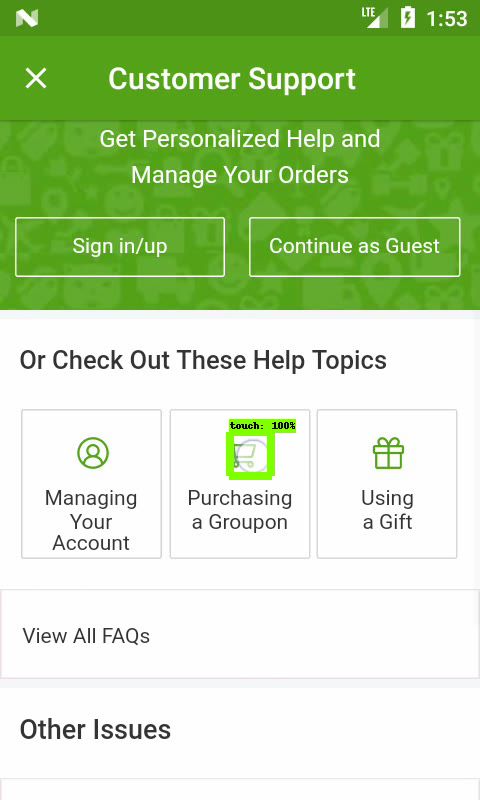 LTE 1:53
Customer Support
Get Personalized Help and
Manage Your Orders
Sign in/up
Continue as Guest
Or Check Out These Help Topics
touch: 100%
Managing
Your
Account
Purchasing
a Groupon
Using
a Gift
View All FAQs
Other Issues